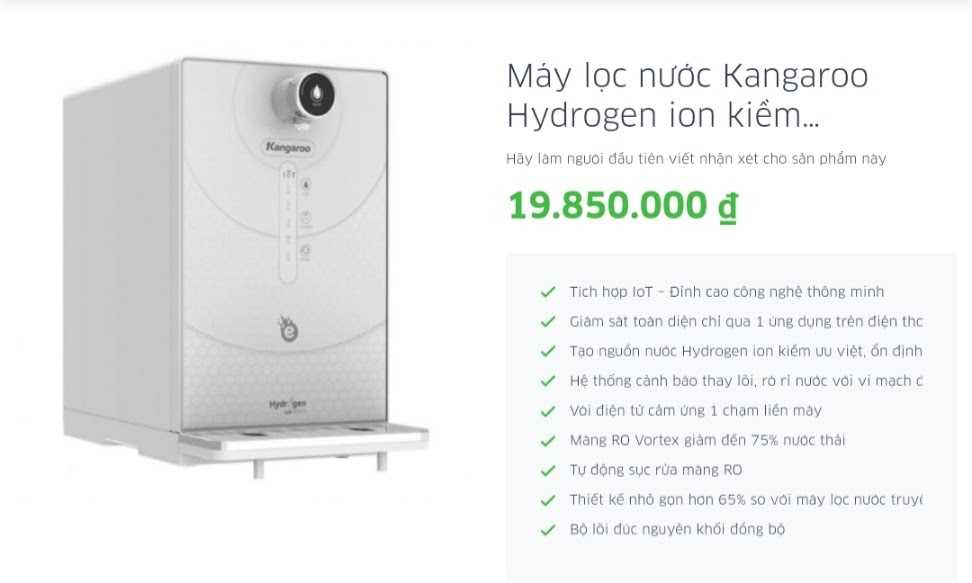 Kangaroo
IOT
Hydrogen
Máy lọc nước Kangaroo
Hydrogen ion kiềm...
Hãy làm người đầu tiên viết nhận xét cho sản phẩm này
19.850.000 ₫
Tích hợp IoT - Đỉnh cao công nghệ thông minh
Giám sát toàn diện chỉ qua 1 ứng dụng trên điện tho
Tạo nguồn nước Hydrogen ion kiềm ưu việt, ổn định
Hệ thống cảnh báo thay lõi, rò rỉ nước với vi mạch
Vòi điện tử cảm ứng 1 chạm liền máy
Màng RO Vortex giảm đến 75% nước thải
Tự động sục rửa màng RO
Thiết kế nhỏ gọn hơn 65% so với máy lọc nước truyề
Bộ lõi đúc nguyên khối đồng bộ